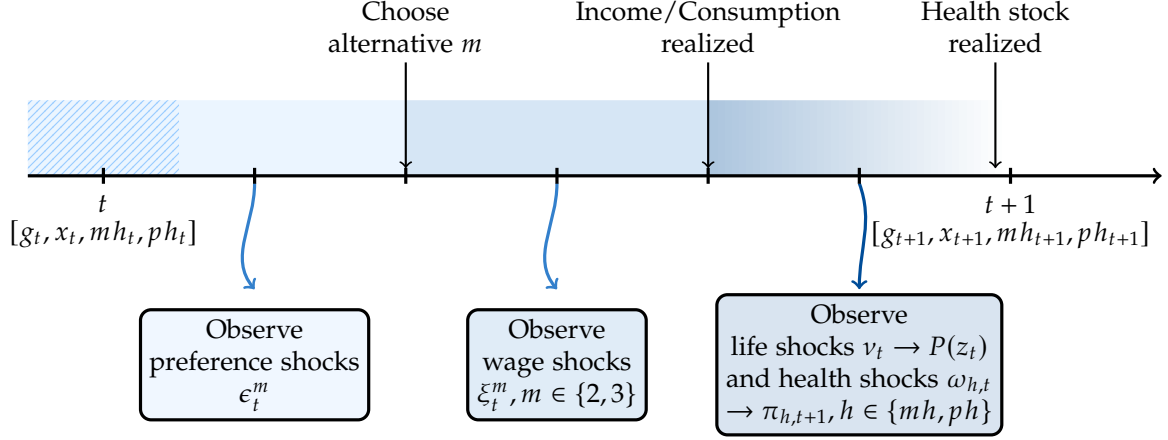 Choose
alternative m
Income/Consumption
realized
Health stock
realized
t
[g_t, x_t, mh_t, ph_t]
t + 1
[g_{t+1}, x_{t+1}, mh_{t+1}, ph_{t+1}]
Observe
preference shocks
ϵ_t^m
Observe
wage shocks
ξ_t^m, m ∈ {2, 3}
Observe
life shocks ν_t → P(z_t)
and health shocks ω_{h,t}
→ π_{h,t+1}, h ∈ {mh, ph}